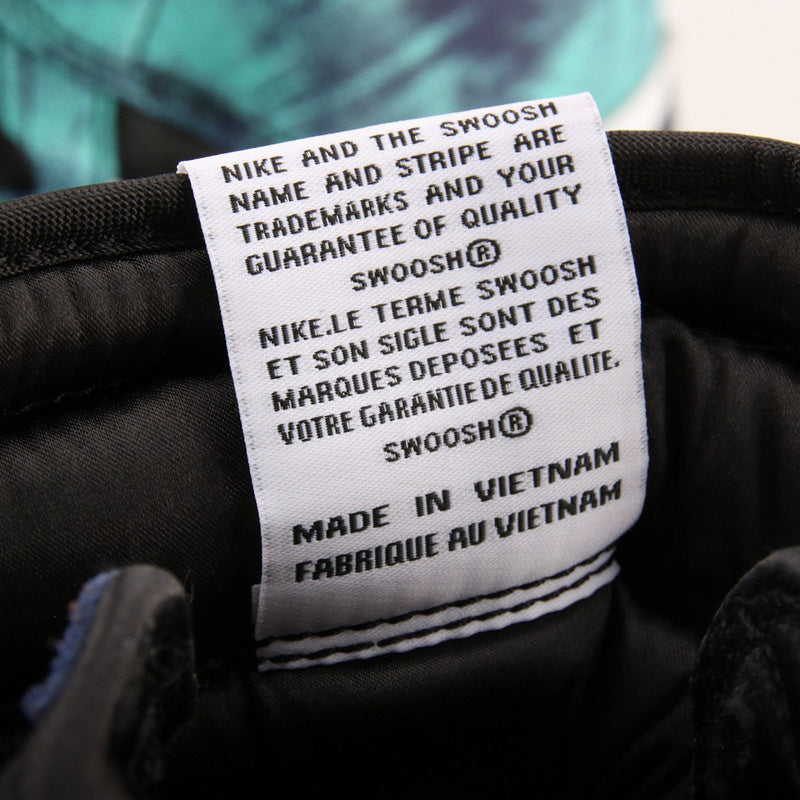 NIKE AND THE SWOOSH
NAME AND STRIPE ARE
TRADEMARKS AND YOUR
GUARANTEE OF QUALITY
SWOOSH®
NIKE.LE TERME SWOOSH
ET SON SIGLE SONT DES
MARQUES DEPOSEES ET
VOTRE GARANTIE DE QUALITE.
SWOOSH®
MADE IN VIETNAM
FABRIQUE AU VIETNAM